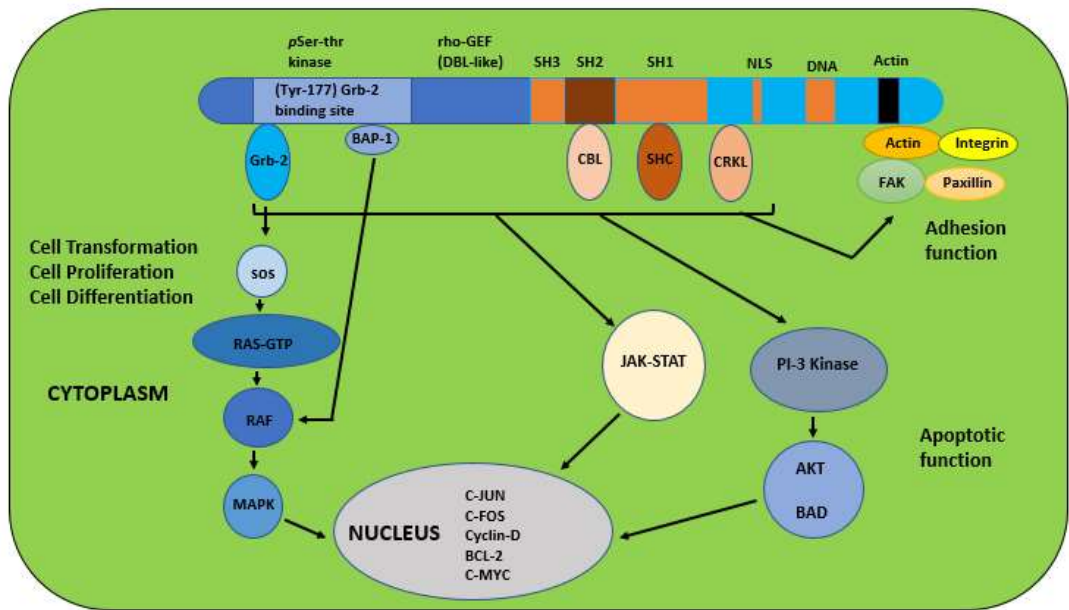 pSer-thr
kinase
rho-GEF
(DBL-like)
SH3
SH2
SH1
NLS
DNA
Actin
(Tyr-177) Grb-2
binding site
Grb-2
BAP-1
CBL
SHC
CRKL
Actin
Integrin
FAK
Paxillin
Adhesion
function
Cell Transformation
Cell Proliferation
Cell Differentiation
SOS
RAS-GTP
JAK-STAT
PI-3 Kinase
CYTOPLASM
RAF
Apoptotic
function
AKT
BAD
MAPK
NUCLEUS
C-JUN
C-FOS
Cyclin-D
BCL-2
C-MYC